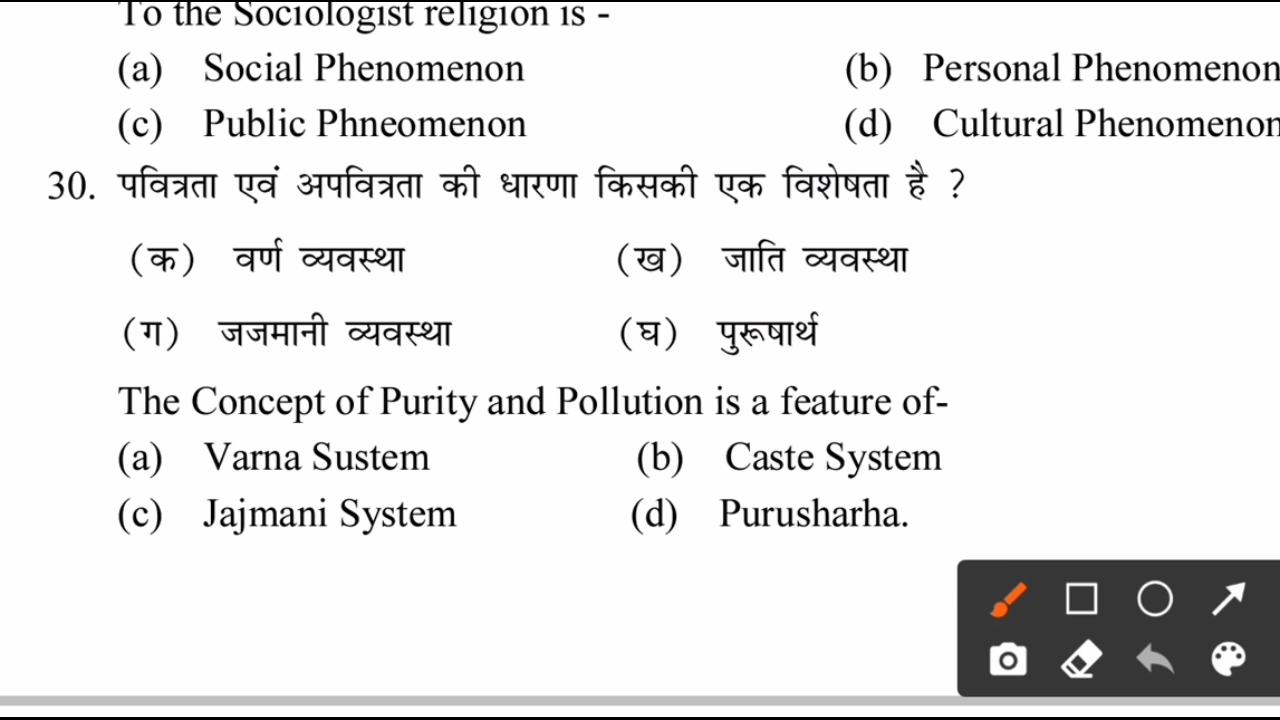 To the Sociologist religion is -
(a) Social Phenomenon (b) Personal Phenomenon
(c) Public Phneomenon (d) Cultural Phenomenon
30. पवित्रता एवं अपवित्रता की धारणा किसकी एक विशेषता है ?
(क) वर्ण व्यवस्था (ख) जाति व्यवस्था
(ग) जजमानी व्यवस्था (घ) पुरूषार्थ
The Concept of Purity and Pollution is a feature of-
(a) Varna Sustem (b) Caste System
(c) Jajmani System (d) Purusharha.